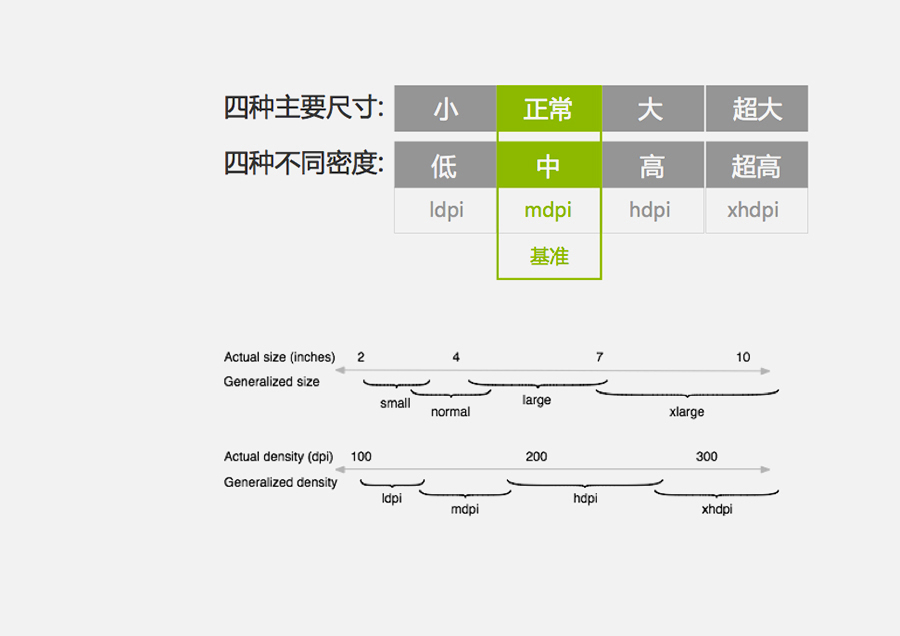 四种主要尺寸: 小 正常 大 超大
四种不同密度: 低 中 高 超高
ldpi mdpi hdpi xhdpi
基准
Actual size (inches) 2 4 7 10
Generalized size
small normal large xlarge
Actual density (dpi) 100 200 300
Generalized density
ldpi mdpi hdpi xhdpi